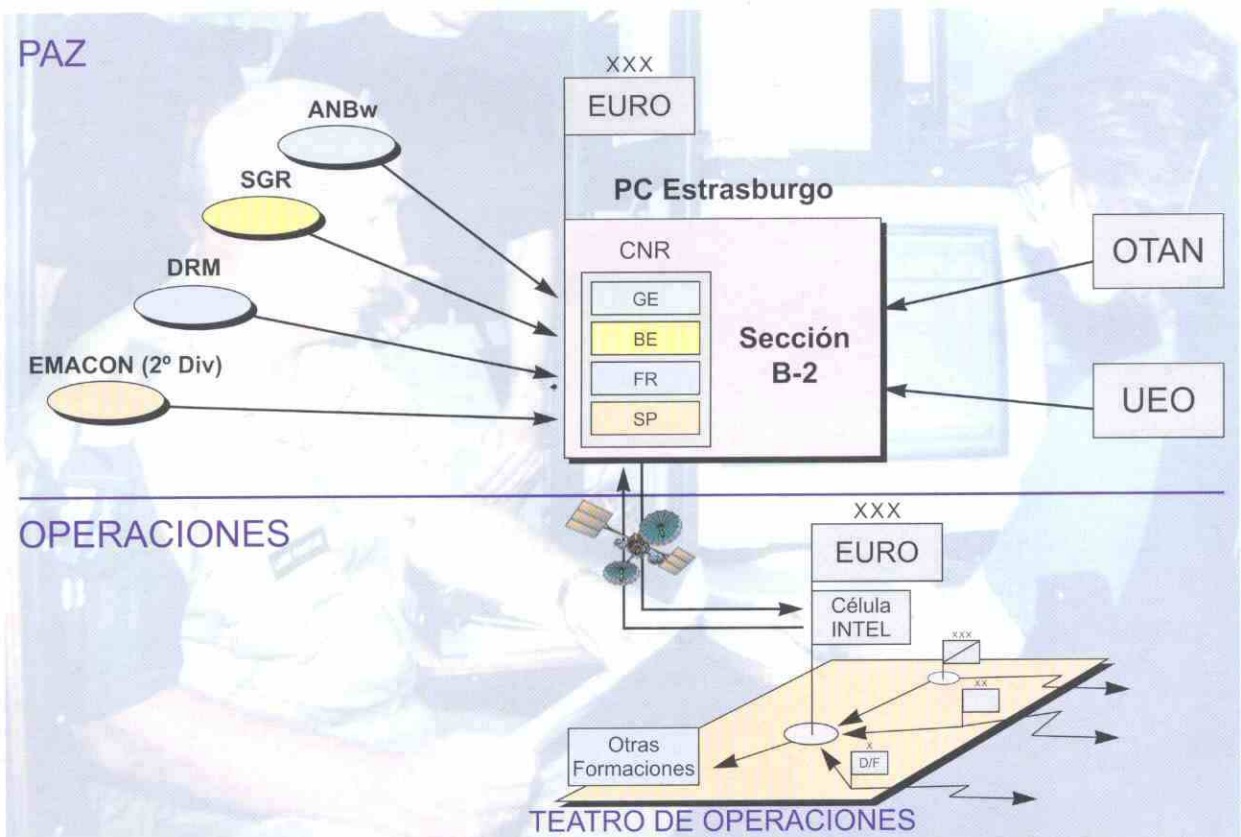 PAZ
XXX
EURO
ANBw
SGR
PC Estrasburgo
DRM
CNR
OTAN
GE
BE
Sección
B-2
EMACON (2º Div)
FR
SP
UEO
OPERACIONES
XXX
EURO
Célula
INTEL
XXX
XX
Otras
Formaciones
X
D/F
TEATRO DE OPERACIONES